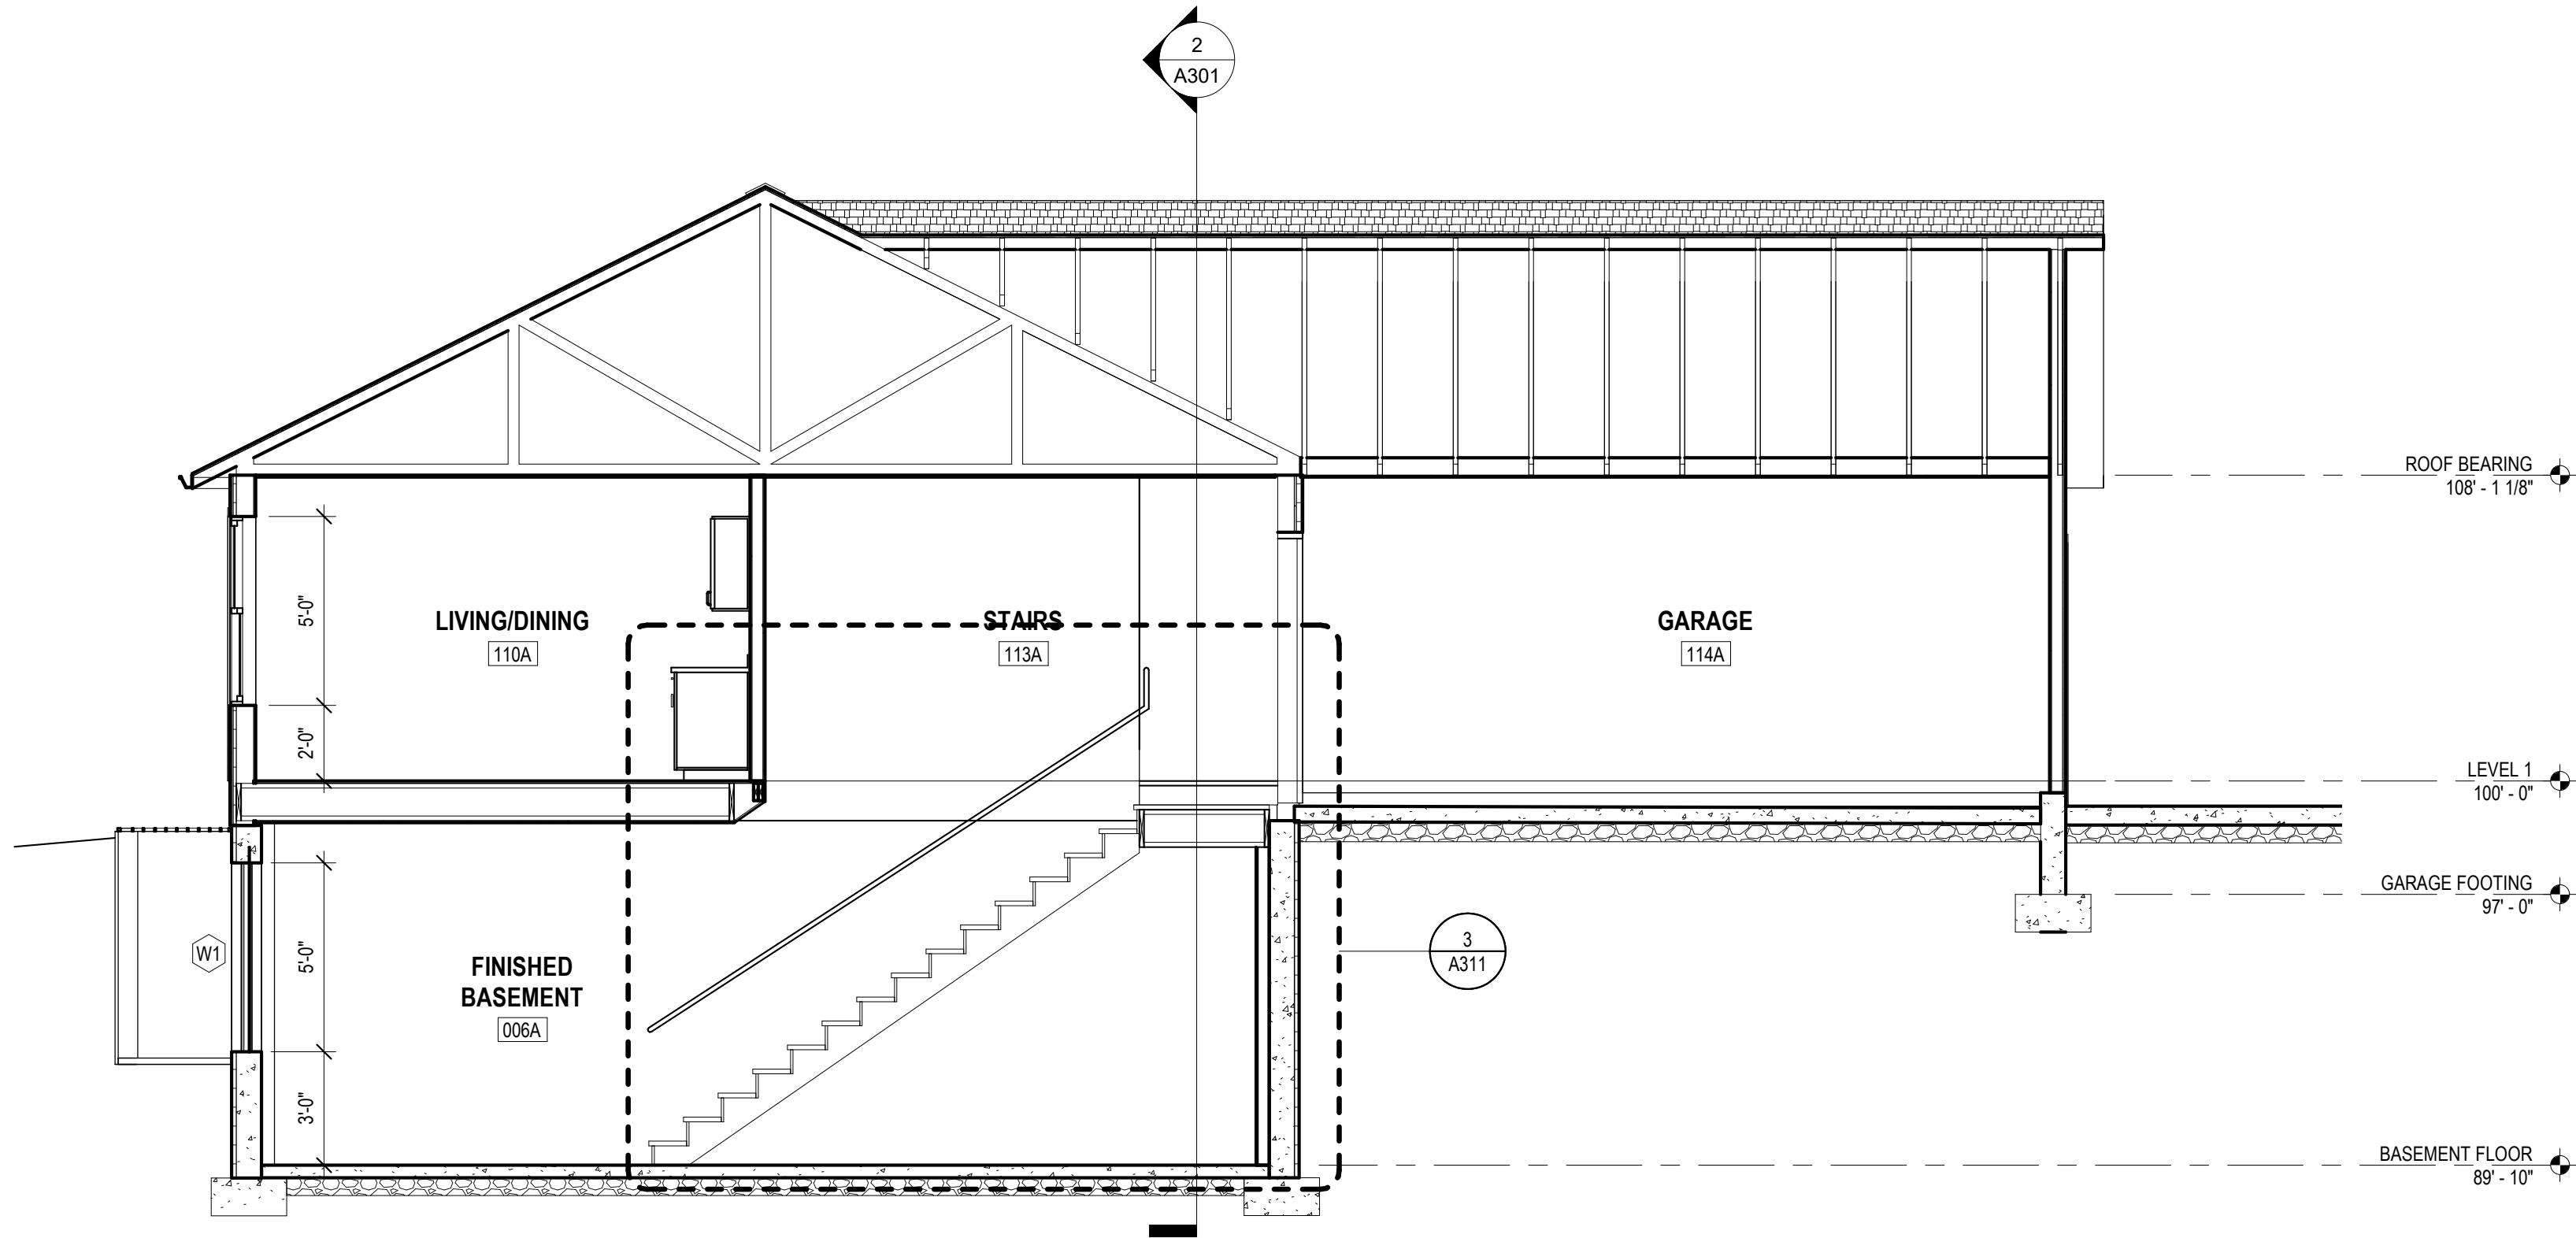 2
A301
ROOF BEARING
108' - 1 1/8"
5'-0"
LIVING/DINING
110A
STAIRS
113A
GARAGE
114A
2'-0"
LEVEL 1
100' - 0"
GARAGE FOOTING
97' - 0"
W1
5'-0"
FINISHED
BASEMENT
006A
3
A311
3'-0"
BASEMENT FLOOR
89' - 10"